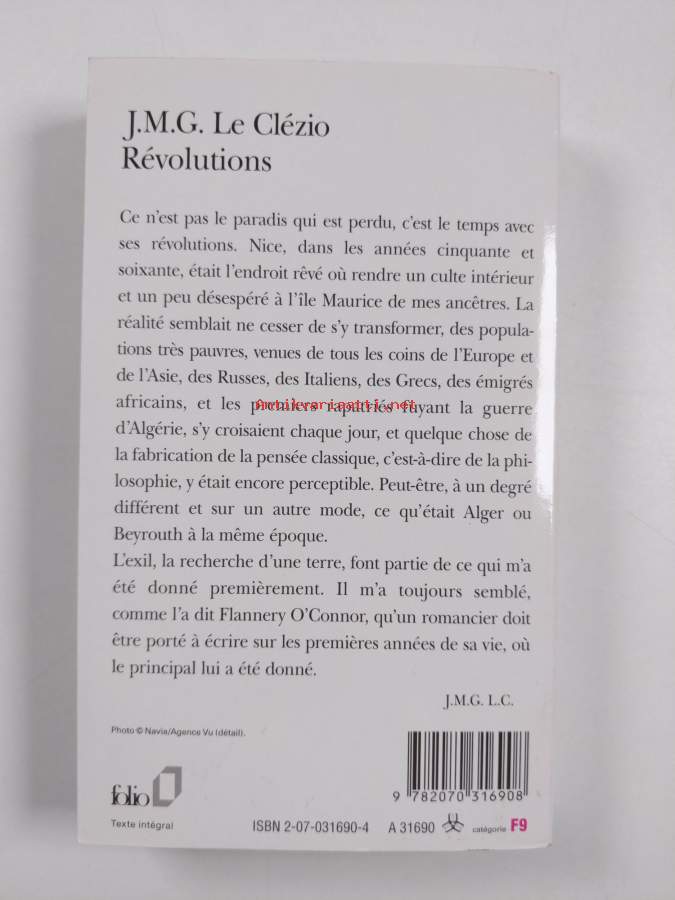 J.M.G. Le Clézio
Révolutions
Ce n'est pas le paradis qui est perdu, c'est le temps avec
ses révolutions. Nice, dans les années cinquante et
soixante, était l'endroit rêvé où rendre un culte intérieur
et un peu désespéré à l'île Maurice de mes ancêtres. La
réalité semblait ne cesser de s'y transformer, des popula-
tions très pauvres, venues de tous les coins de l'Europe et
de l'Asie, des Russes, des Italiens, des Grecs, des émigrés
africains, et les premiers rapatriés fuyant la guerre
Antikvariaatti.net
d'Algérie, s'y croisaient chaque jour, et quelque chose de
la fabrication de la pensée classique, c'est-à-dire de la phi-
losophie, y était encore perceptible. Peut-être, à un degré
différent et sur un autre mode, ce qu'était Alger ou
Beyrouth à la même époque.
L'exil, la recherche d'une terre, font partie de ce qui m'a
été donné premièrement. Il m'a toujours semblé,
comme l'a dit Flannery O'Connor, qu'un romancier doit
être porté à écrire sur les premières années de sa vie, où
le principal lui a été donné.
J.M.G. L.C.
Photo © Navia/Agence Vu (détail).
folio
Texte intégral
9 782070 316908
ISBN 2-07-031690-4 A 31690 catégorie F9